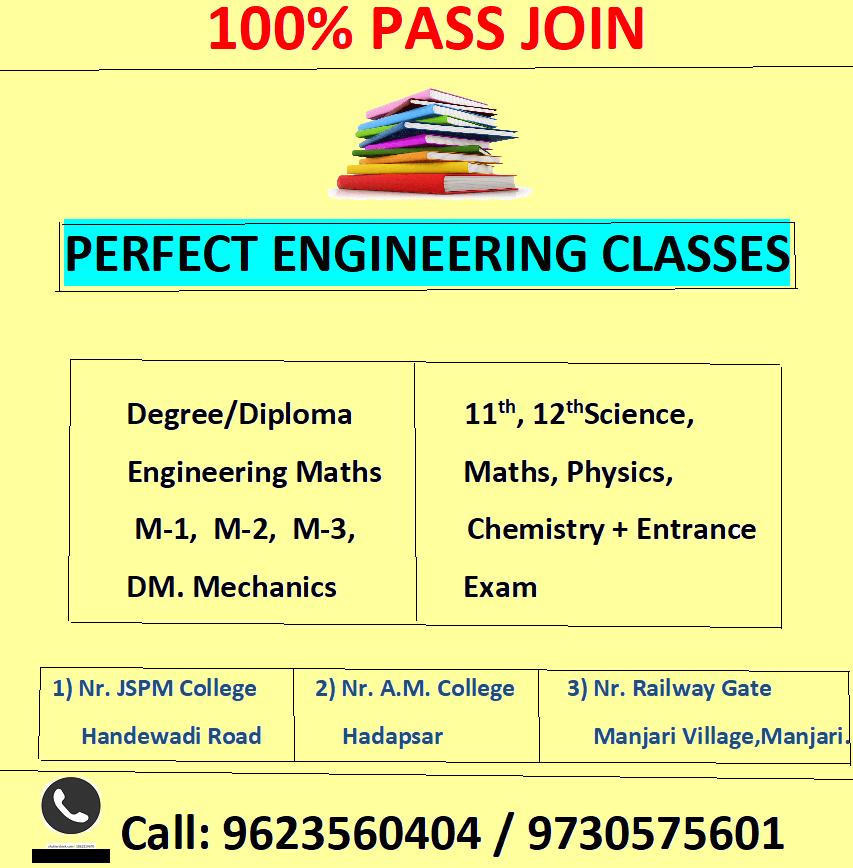 100% PASS JOIN
PERFECT ENGINEERING CLASSES
Degree/Diploma
Engineering Maths
M-1, M-2, M-3,
DM. Mechanics
11th, 12thScience,
Maths, Physics,
Chemistry + Entrance
Exam
1) Nr. JSPM College
Handewadi Road
2) Nr. A.M. College
Hadapsar
3) Nr. Railway Gate
Manjari Village,Manjari.
Call: 9623560404 / 9730575601